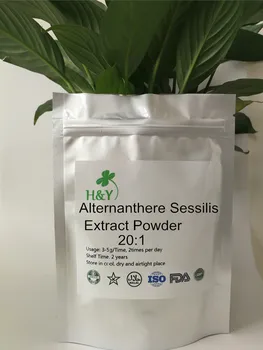 H&Y
Alternanthere Sessilis
Extract Powder
20:1
Usage: 3-5g/Time, 2times per day
Shelf Time: 2 years
Store in cool, dry and airtight place
ISO
FDA